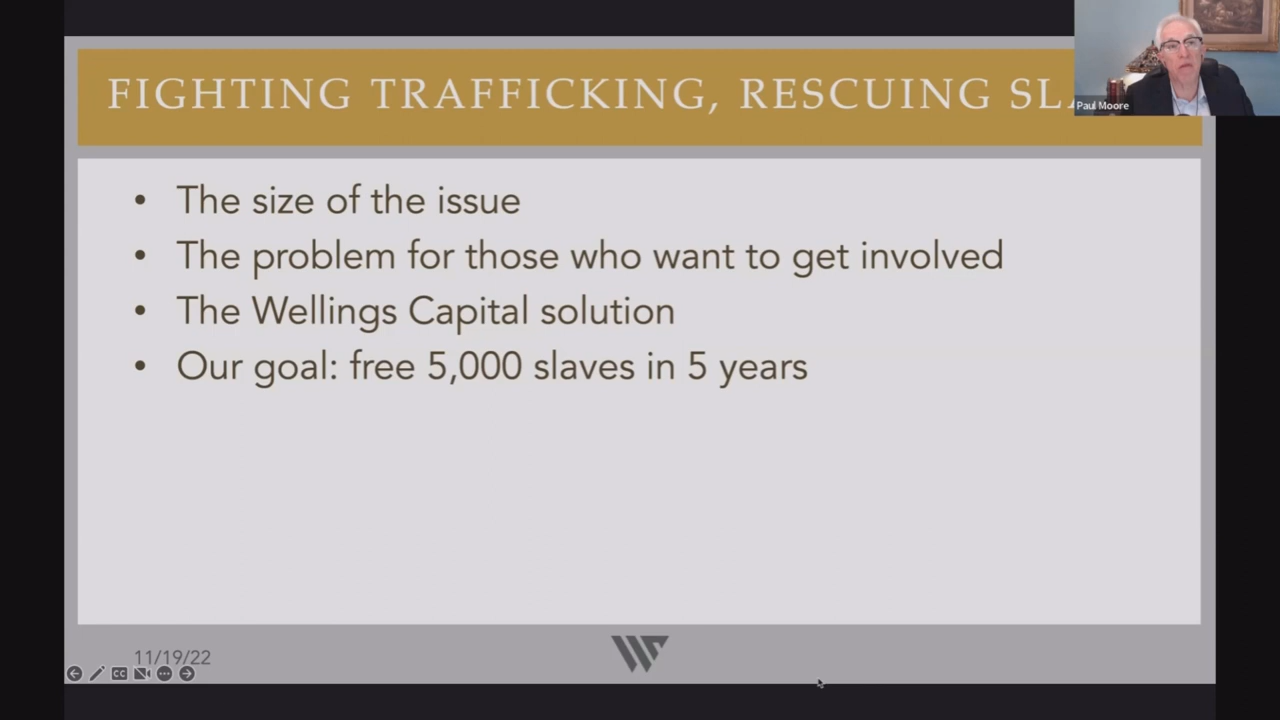 FIGHTING TRAFFICKING, RESCUING
Paul Moore
• The size of the issue
• The problem for those who want to get involved
• The Wellings Capital solution
• Our goal: free 5,000 slaves in 5 years
11/19/22
CC